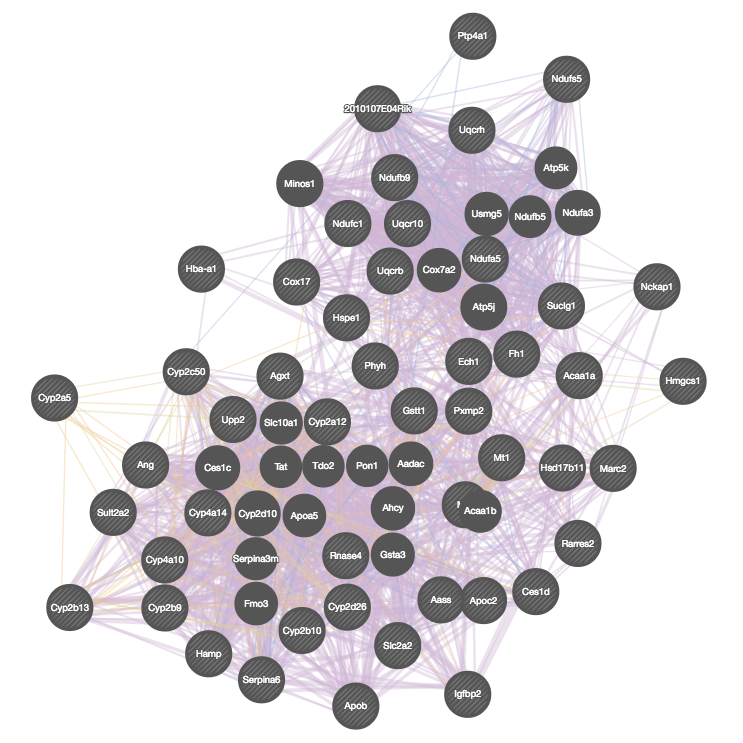 Ptp4a1
Ndufs5
2010107E04Rik
Uqcrh
Atp5k
Minos1
Ndufb9
Ndufc1
Uqcr10
Usmg5
Ndufb5
Ndufa3
Hba-a1
Cox17
Uqcrb
Cox7a2
Ndufa5
Nckap1
Hspe1
Atp5j
Suclg1
Cyp2c50
Agxt
Phyh
Ech1
Fh1
Acaa1a
Hmgcs1
Cyp2a5
Upp2
Slc10a1
Cyp2a12
Gstt1
Pxmp2
Ang
Ces1c
Tat
Tdo2
Pon1
Aadac
Mt1
Hsd17b11
Marc2
Sult2a2
Cyp4a14
Cyp2d10
Apoa5
Ahcy
Acaa1b
Cyp4a10
Serpina3m
Rnase4
Gsta3
Rarres2
Cyp2b13
Cyp2b9
Fmo3
Cyp2b10
Cyp2d26
Aass
Apoc2
Ces1d
Hamp
Serpina6
Slc2a2
Apob
Igfbp2